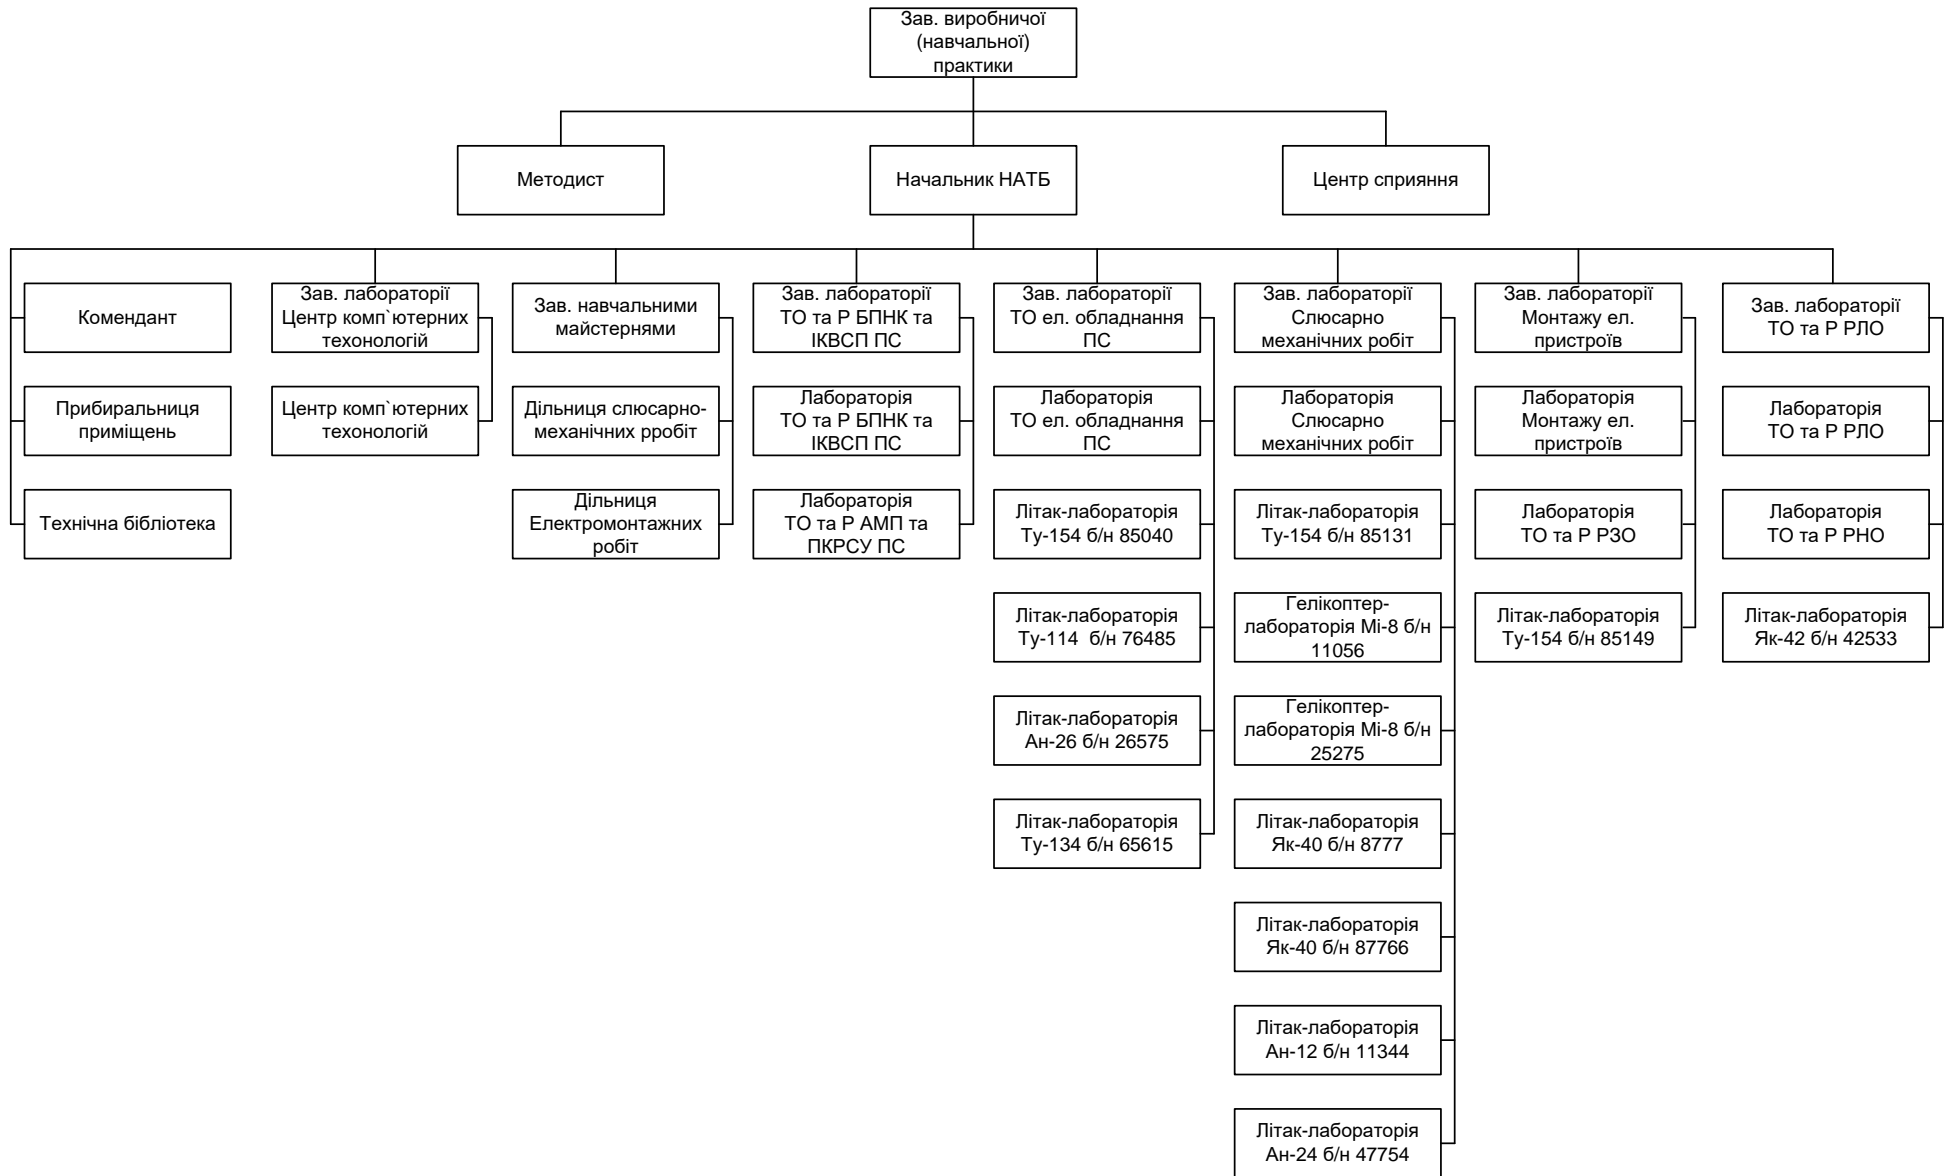 Зав. виробничої
(навчальної)
практики
Методист
Начальник НАТБ
Центр сприяння
Комендант
Прибиральниця
приміщень
Технічна бібліотека
Зав. лабораторії
Центр комп`ютерних
техонологій
Центр комп`ютерних
техонологій
Зав. навчальними
майстернями
Дільниця слюсарно-
механічних рробіт
Дільниця
Електромонтажних
робіт
Зав. лабораторії
ТО та Р БПНК та
ІКВСП ПС
Лабораторія
ТО та Р БПНК та
ІКВСП ПС
Лабораторія
ТО та Р АМП та
ПКРСУ ПС
Зав. лабораторії
ТО ел. обладнання
ПС
Лабораторія
ТО ел. обладнання
ПС
Літак-лабораторія
Ту-154 б/н 85040
Літак-лабораторія
Ту-114  б/н 76485
Літак-лабораторія
Ан-26 б/н 26575
Літак-лабораторія
Ту-134 б/н 65615
Зав. лабораторії
Слюсарно
механічних робіт
Лабораторія
Слюсарно
механічних робіт
Літак-лабораторія
Ту-154 б/н 85131
Гелікоптер-
лабораторія Мі-8 б/н
11056
Гелікоптер-
лабораторія Мі-8 б/н
25275
Літак-лабораторія
Як-40 б/н 8777
Літак-лабораторія
Як-40 б/н 87766
Літак-лабораторія
Ан-12 б/н 11344
Літак-лабораторія
Ан-24 б/н 47754
Зав. лабораторії
Монтажу ел.
пристроїв
Лабораторія
Монтажу ел.
пристроїв
Лабораторія
ТО та Р РЗО
Літак-лабораторія
Ту-154 б/н 85149
Зав. лабораторії
ТО та Р РЛО
Лабораторія
ТО та Р РЛО
Лабораторія
ТО та Р РНО
Літак-лабораторія
Як-42 б/н 42533